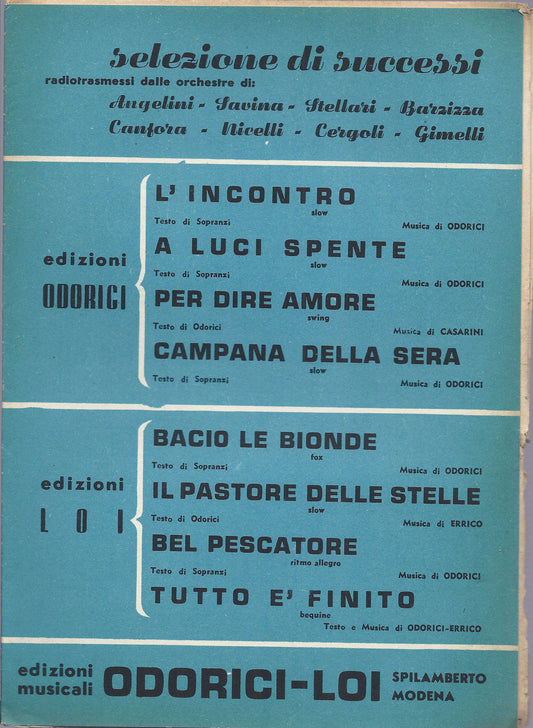 selezione di successi
radiotrasmessi dalle orchestre di:
Angelini - Savina - Stellari - Barzizza
Canfora - Nicelli - Cergoli - Gimelli
edizioni
ODORICI
L' INCONTRO
slow
Testo di Sopranzi Musica di ODORICI
A LUCI SPENTE
slow
Testo di Sopranzi Musica di ODORICI
PER DIRE AMORE
swing
Testo di Odorici Musica di CASARINI
CAMPANA DELLA SERA
slow
Testo di Sopranzi Musica di ODORICI
edizioni
LOI
BACIO LE BIONDE
fox
Testo di Sopranzi Musica di ODORICI
IL PASTORE DELLE STELLE
slow
Testo di Odorici Musica di ERRICO
BEL PESCATORE
ritmo allegro
Testo di Sopranzi Musica di ODORICI
TUTTO E' FINITO
beguine
Testo e Musica di ODORICI-ERRICO
edizioni
musicali
ODORICI-LOI
SPILAMBERTO
MODENA